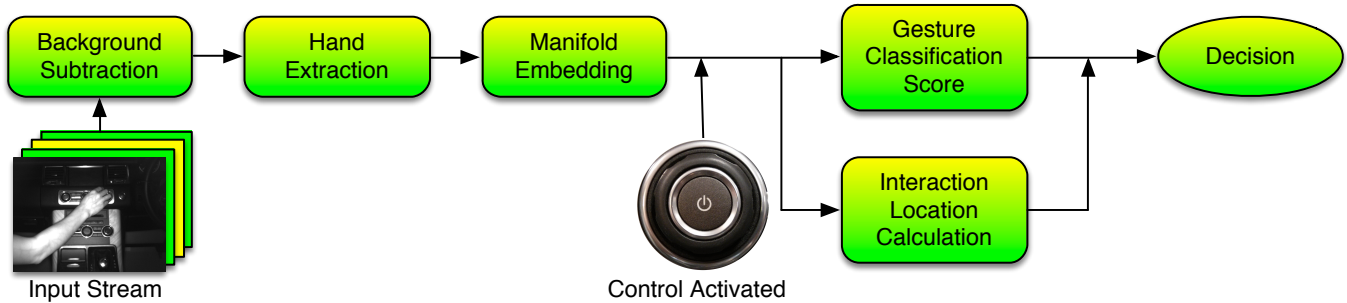 Background
Subtraction
Hand
Extraction
Manifold
Embedding
Gesture
Classification
Score
Decision
Interaction
Location
Calculation
Input Stream
Control Activated